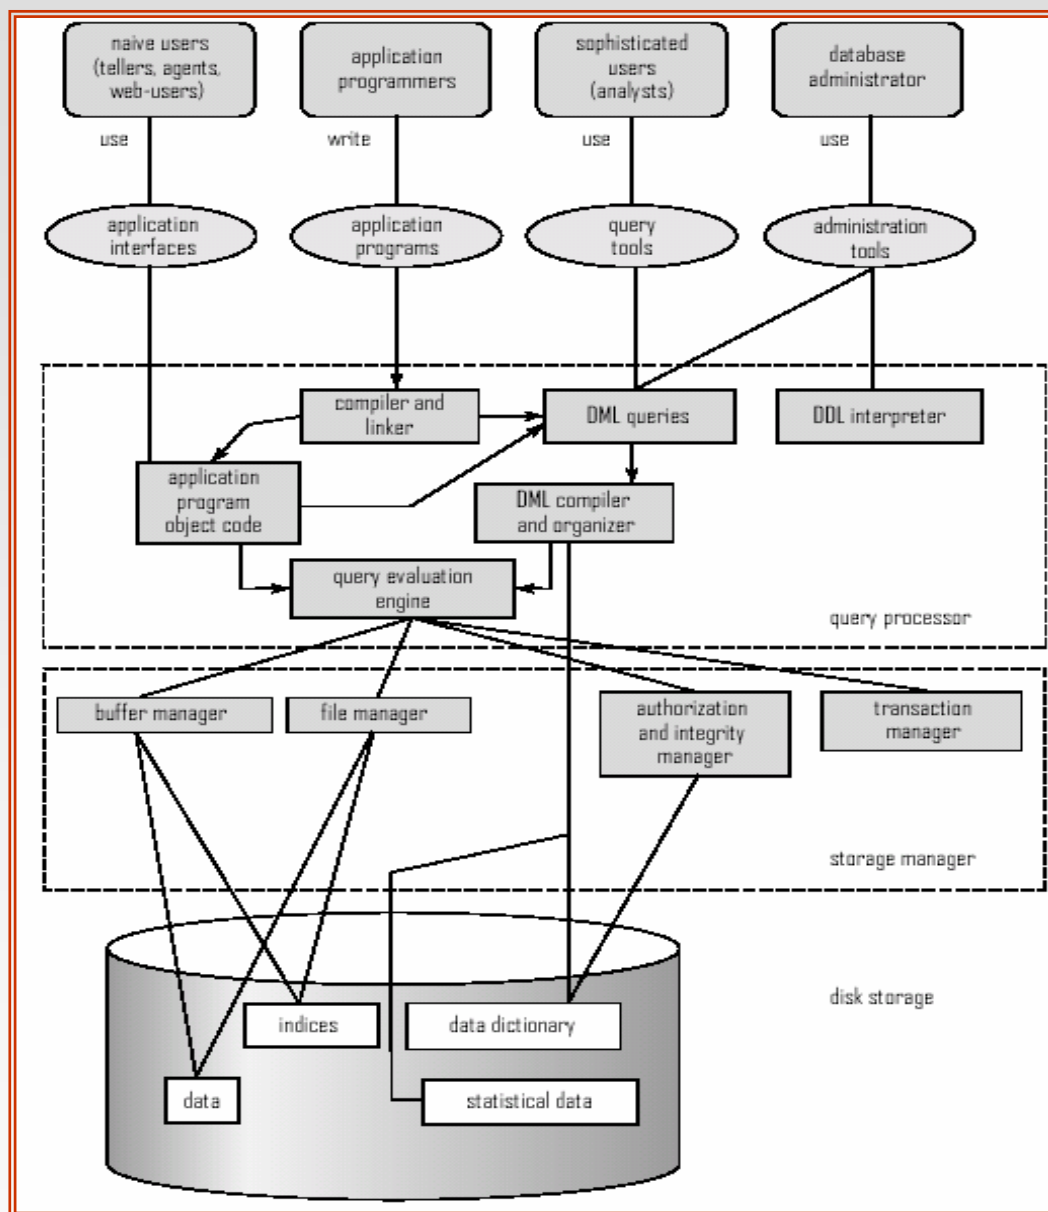 naive users
(tellers, agents,
web-users)
application
programmers
sophisticated
users
(analysts)
database
administrator
use
write
use
use
application
interfaces
application
programs
query
tools
administration
tools
compiler and
linker
DML queries
DDL interpreter
application
program
object code
DML compiler
and organizer
query evaluation
engine
query processor
buffer manager
file manager
authorization
and integrity
manager
transaction
manager
storage manager
disk storage
indices
data dictionary
data
statistical data